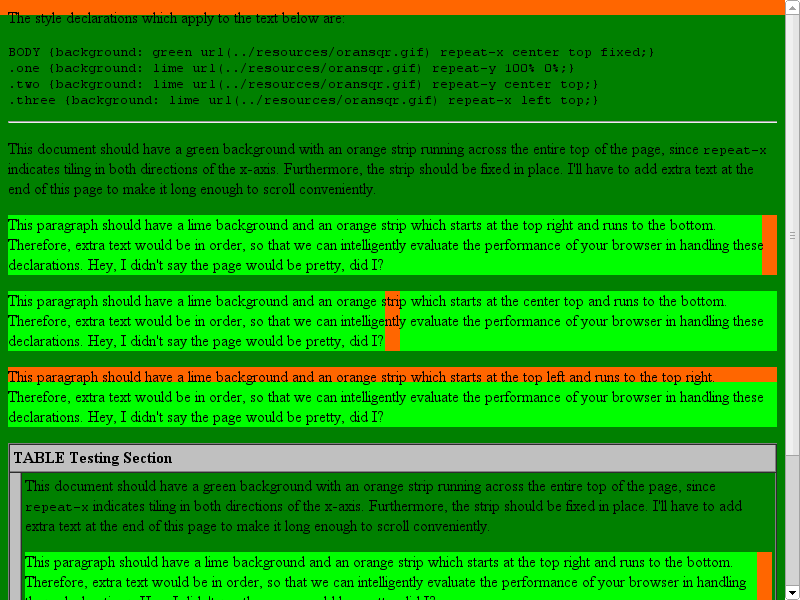 The style declarations which apply to the text below are:
BODY {background: green url(../resources/oransqr.gif) repeat-x center top fixed;}
.one {background: lime url(../resources/oransqr.gif) repeat-y 100% 0%;}
.two {background: lime url(../resources/oransqr.gif) repeat-y center top;}
.three {background: lime url(../resources/oransqr.gif) repeat-x left top;}
This document should have a green background with an orange strip running across the entire top of the page, since repeat-x
indicates tiling in both directions of the x-axis. Furthermore, the strip should be fixed in place. I'll have to add extra text at the
end of this page to make it long enough to scroll conveniently.
This paragraph should have a lime background and an orange strip which starts at the top right and runs to the bottom.
Therefore, extra text would be in order, so that we can intelligently evaluate the performance of your browser in handling these
declarations. Hey, I didn't say the page would be pretty, did I?
This paragraph should have a lime background and an orange strip which starts at the center top and runs to the bottom.
Therefore, extra text would be in order, so that we can intelligently evaluate the performance of your browser in handling these
declarations. Hey, I didn't say the page would be pretty, did I?
This paragraph should have a lime background and an orange strip which starts at the top left and runs to the top right.
Therefore, extra text would be in order, so that we can intelligently evaluate the performance of your browser in handling these
declarations. Hey, I didn't say the page would be pretty, did I?
TABLE Testing Section
This document should have a green background with an orange strip running across the entire top of the page, since
repeat-x indicates tiling in both directions of the x-axis. Furthermore, the strip should be fixed in place. I'll have to add
extra text at the end of this page to make it long enough to scroll conveniently.
This paragraph should have a lime background and an orange strip which starts at the top right and runs to the bottom.
Therefore, extra text would be in order, so that we can intelligently evaluate the performance of your browser in handling